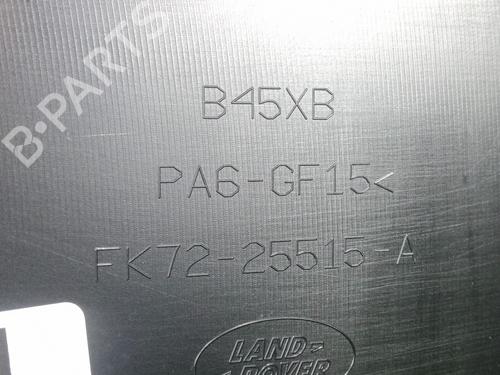 B-PARTS
B45XB
PA6-GF15<
FK72-25515-A
LAND-
ROVER